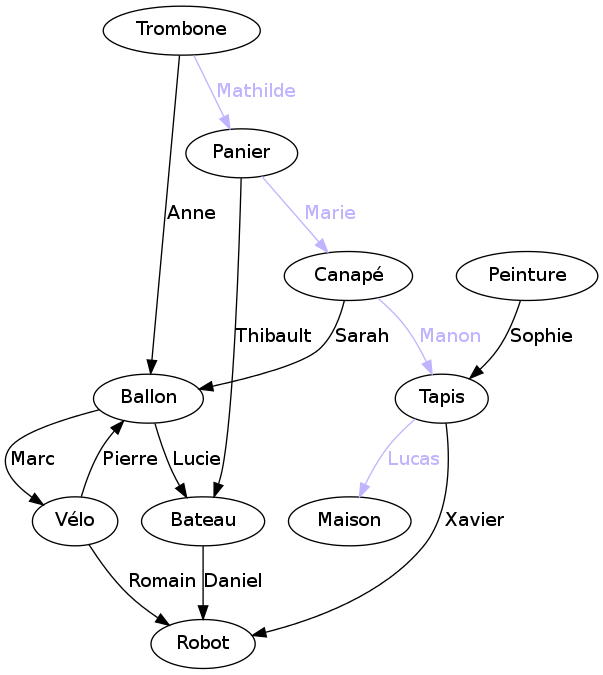 Trombone
Mathilde
Panier
Anne
Marie
Canapé
Peinture
Thibault
Sarah
Manon
Sophie
Ballon
Tapis
Marc
Pierre
Lucie
Lucas
Vélo
Bateau
Maison
Xavier
Romain
Daniel
Robot